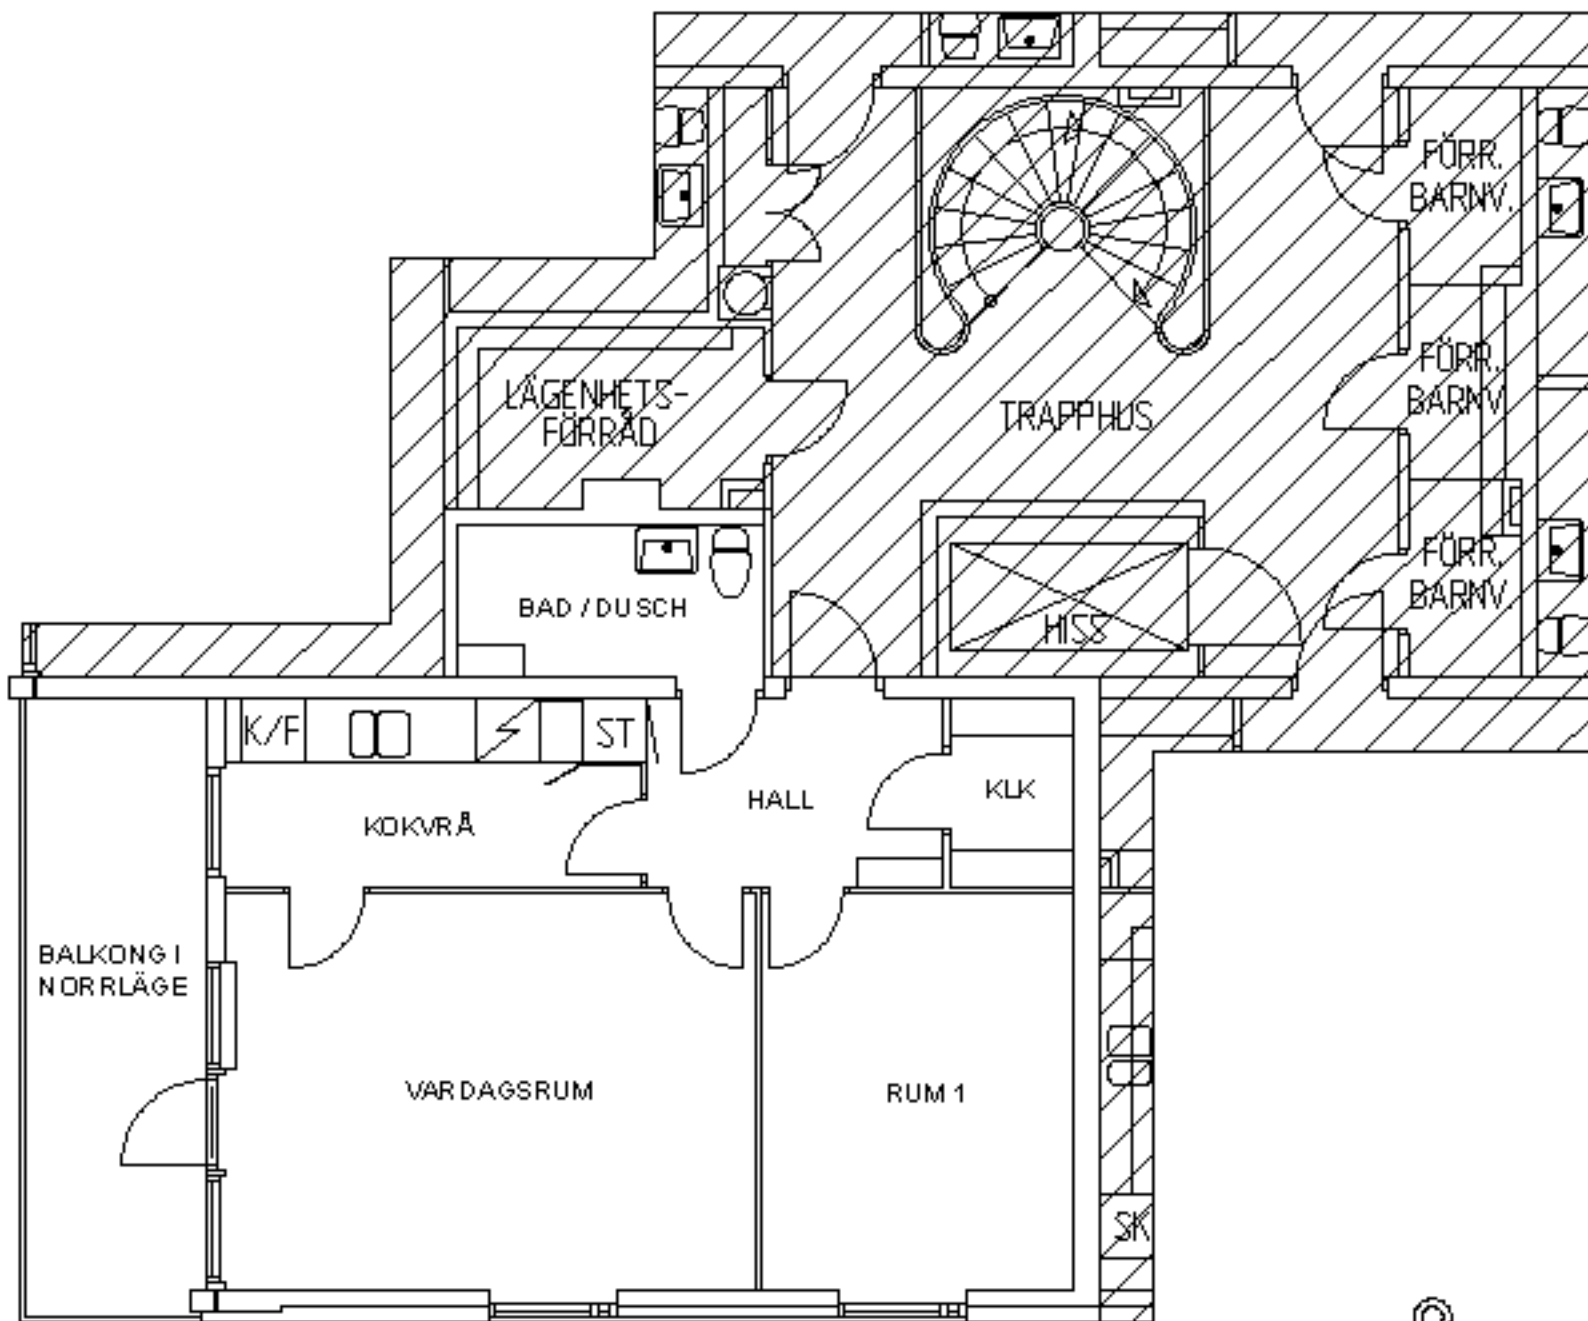 FÖRR.
BARNV.
LÄGENHETS-
FÖRRÅD
TRAPPHUS
FÖRR.
BARNV.
FÖRR.
BARNV.
BAD / DUSCH
HISS
K/F
ST
HALL
KLK
KOKVRÅ
BALKONG I
NORRLÄGE
VARDAGSRUM
RUM 1
SK